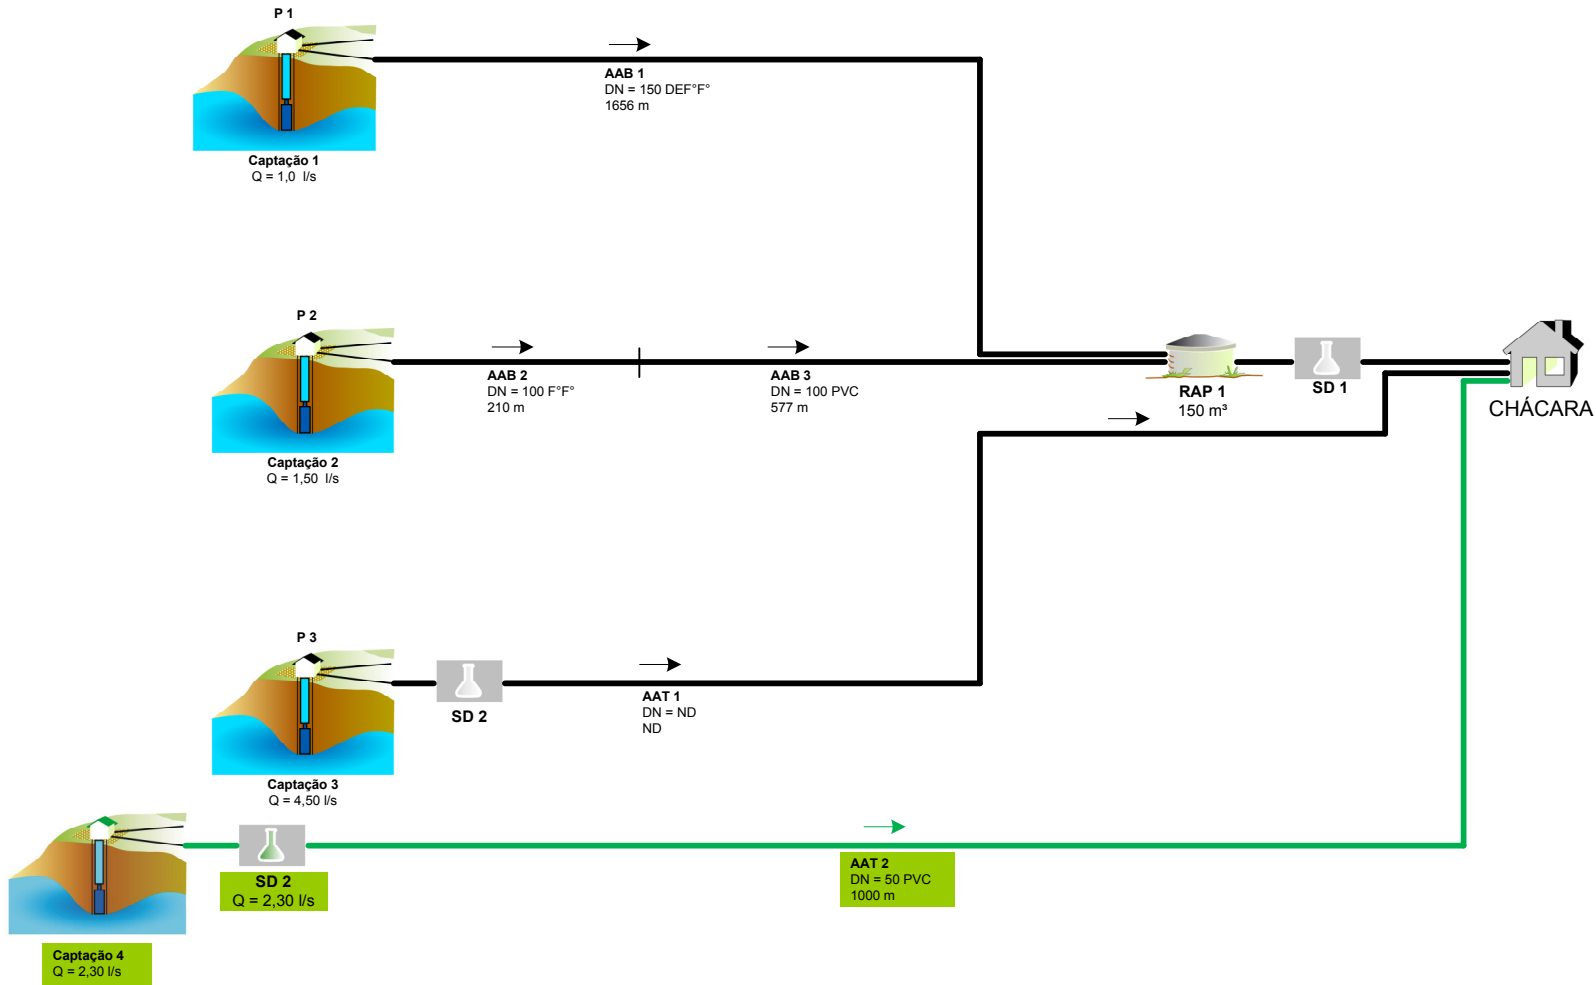 P 1
AAB 1
DN = 150 DEF°F°
1656 m
Captação 1
Q = 1,0 l/s
P 2
AAB 2
DN = 100 F°F°
210 m
AAB 3
DN = 100 PVC
577 m
RAP 1
150 m³
SD 1
CHÁCARA
Captação 2
Q = 1,50 l/s
P 3
SD 2
AAT 1
DN = ND
ND
Captação 3
Q = 4,50 l/s
SD 2
Q = 2,30 l/s
AAT 2
DN = 50 PVC
1000 m
Captação 4
Q = 2,30 l/s